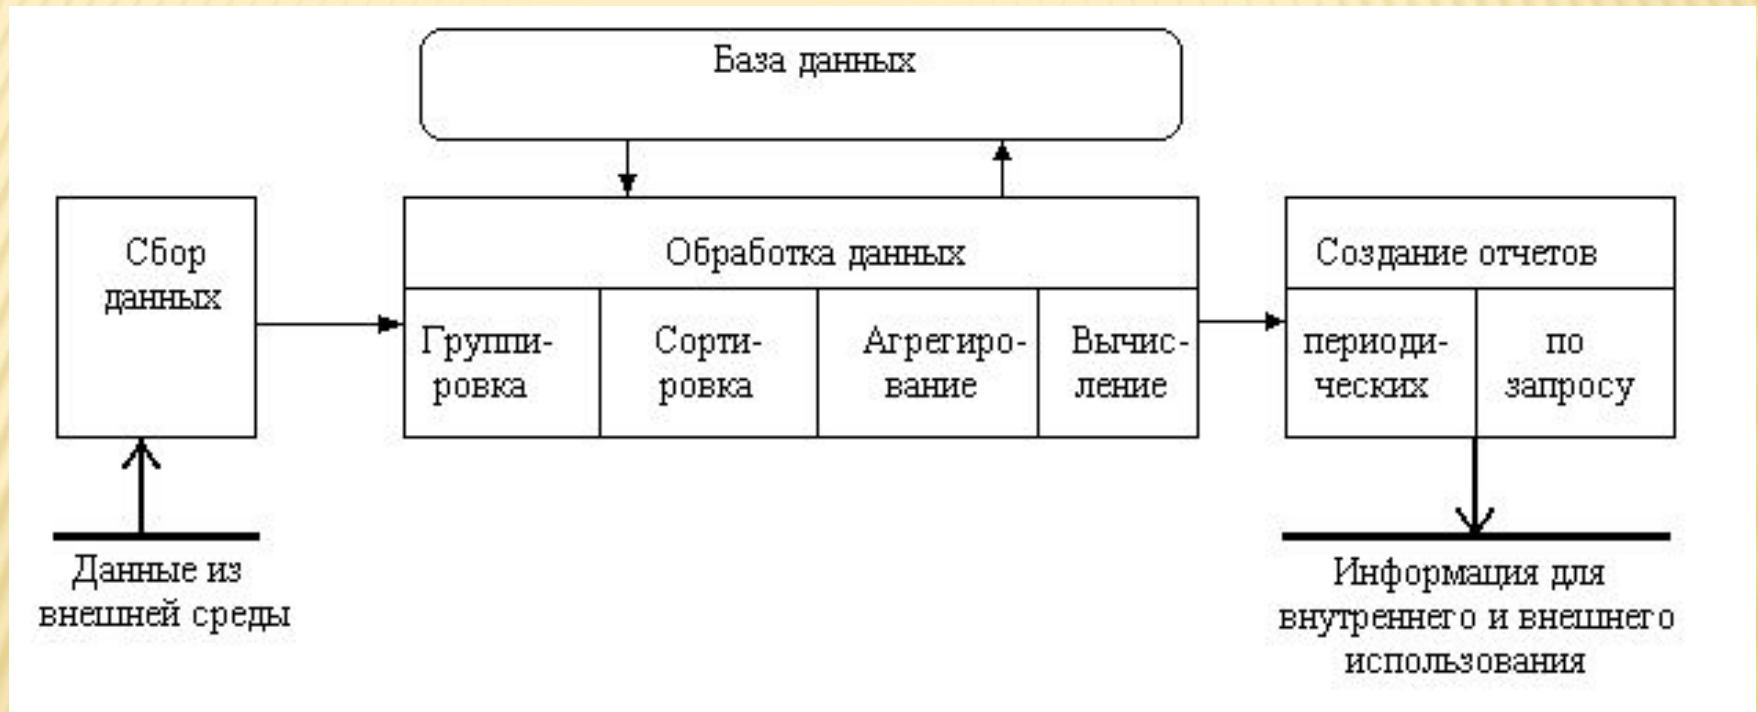 База данных
Сбор
данных
Обработка данных
Группи-
ровка
Сорти-
ровка
Агрегиро-
вание
Вычис-
ление
Создание отчетов
периоди-
ческих
по
запросу
Данные из
внешней среды
Информация для
внутреннего и внешнего
использования